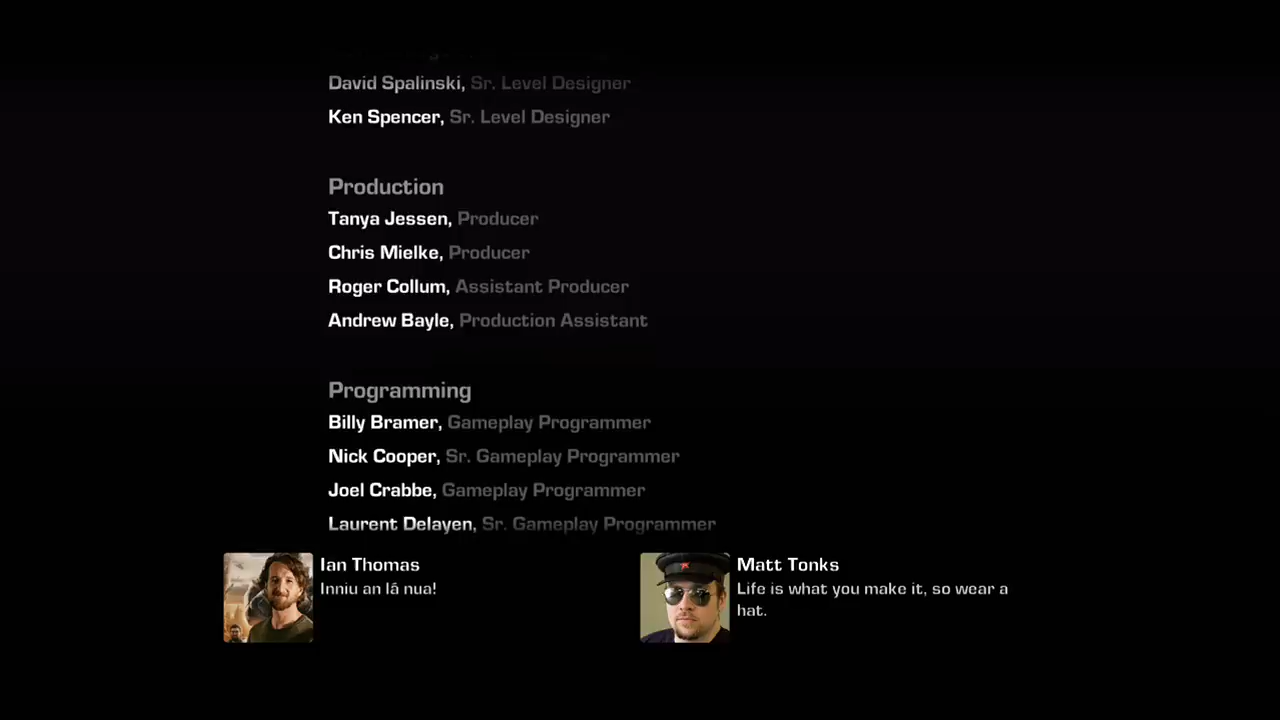 David Spalinski, Sr. Level Designer
Ken Spencer, Sr. Level Designer
Production
Tanya Jessen, Producer
Chris Mielke, Producer
Roger Collum, Assistant Producer
Andrew Bayle, Production Assistant
Programming
Billy Bramer, Gameplay Programmer
Nick Cooper, Sr. Gameplay Programmer
Joel Crabbe, Gameplay Programmer
Laurent Delayen, Sr. Gameplay Programmer
Ian Thomas
Inniu an lá nua!
Matt Tonks
Life is what you make it, so wear a
hat.